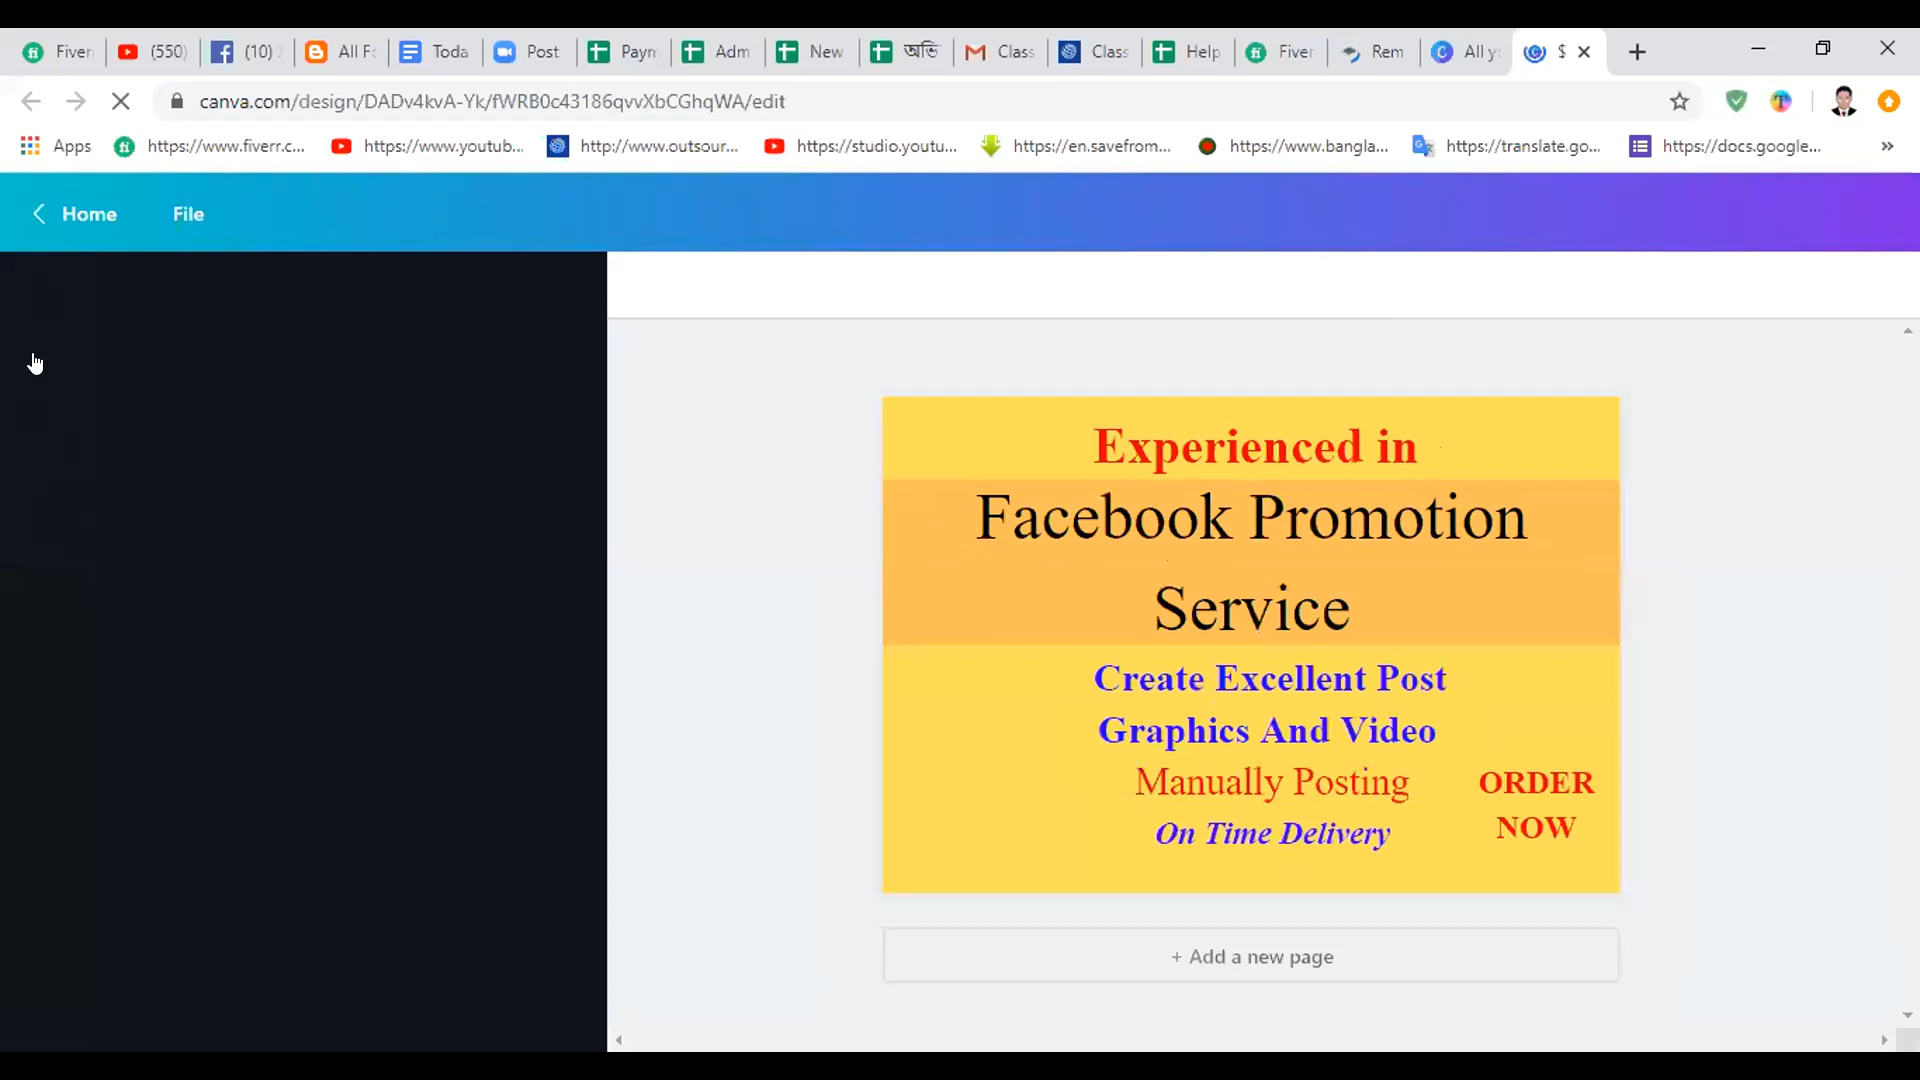 Fiver (550) (10) All Fa Toda Post Paym Adm New অভি Class Class Help Fiver Rem All y $
canva.com/design/DADv4kvA-Yk/fWRB0c43186qvvXbCGhqWA/edit
Apps https://www.fiverr.c... https://www.youtub... http://www.outsour... https://studio.youtu... https://en.savefrom... https://www.bangla... https://translate.go... https://docs.google... »
Home File
Experienced in
Facebook Promotion
Service
Create Excellent Post
Graphics And Video
Manually Posting
On Time Delivery
ORDER
NOW
+ Add a new page